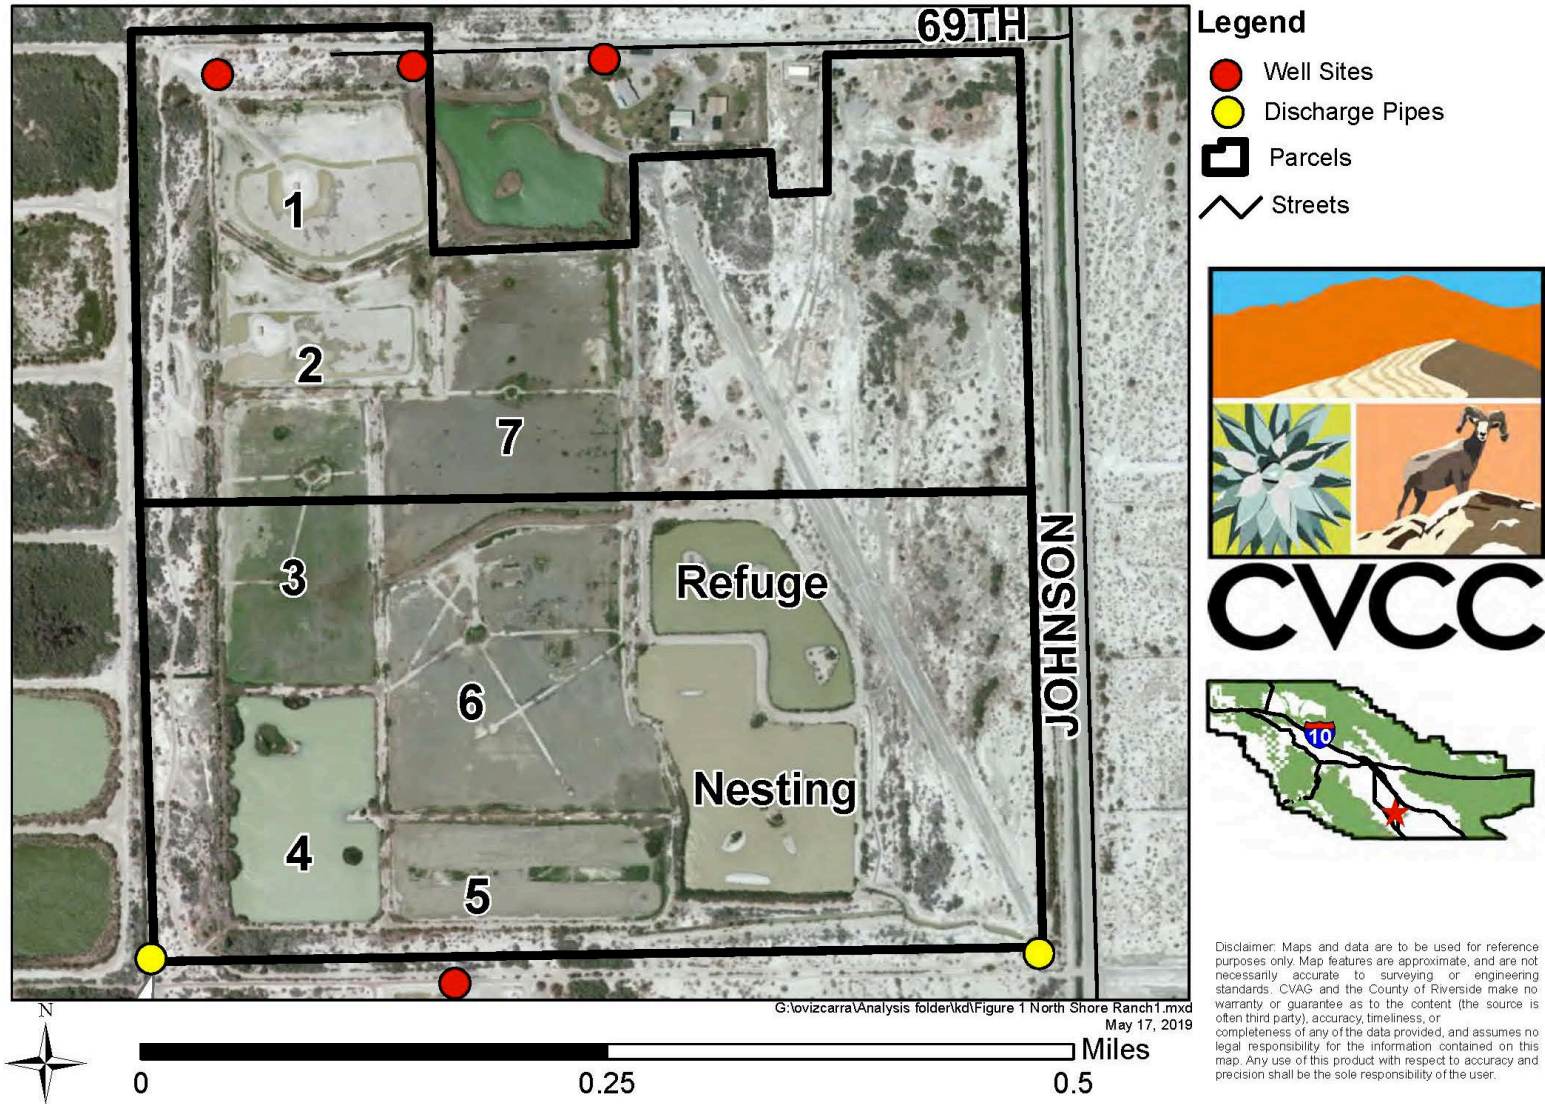 69TH
Legend
Well Sites
Discharge Pipes
Parcels
Streets
1
2
7
3
Refuge
JOHNSON
6
Nesting
4
5
CVCC
10
Disclaimer: Maps and data are to be used for reference
purposes only. Map features are approximate, and are not
necessarily accurate to surveying or engineering
standards. CVAG and the County of Riverside make no
warranty or guarantee as to the content (the source is
often third party), accuracy, timeliness, or
completeness of any of the data provided, and assumes no
legal responsibility for the information contained on this
map. Any use of this product with respect to accuracy and
precision shall be the sole responsibility of the user.
G:\ovizcarra\Analysis folder\kd\Figure 1 North Shore Ranch1.mxd
May 17, 2019
N
Miles
0
0.25
0.5